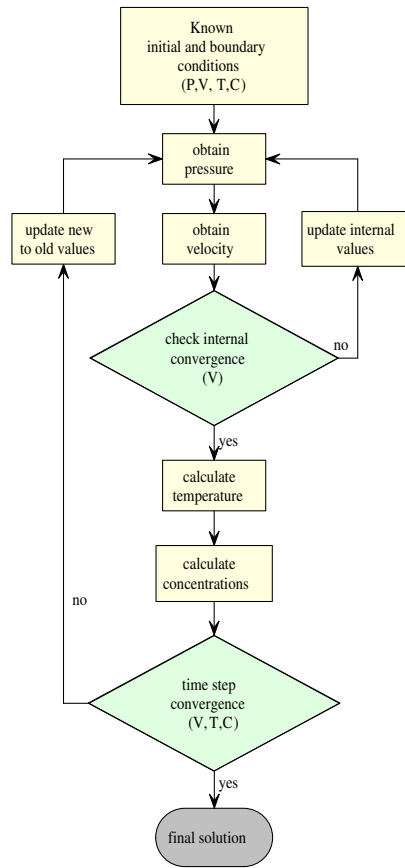 Known
initial and boundary
conditions
(P,V, T,C)
obtain
pressure
update new
to old values
obtain
velocity
update internal
values
check internal
convergence
(V)
no
yes
calculate
temperature
calculate
concentrations
no
time step
convergence
(V, T,C)
yes
final solution